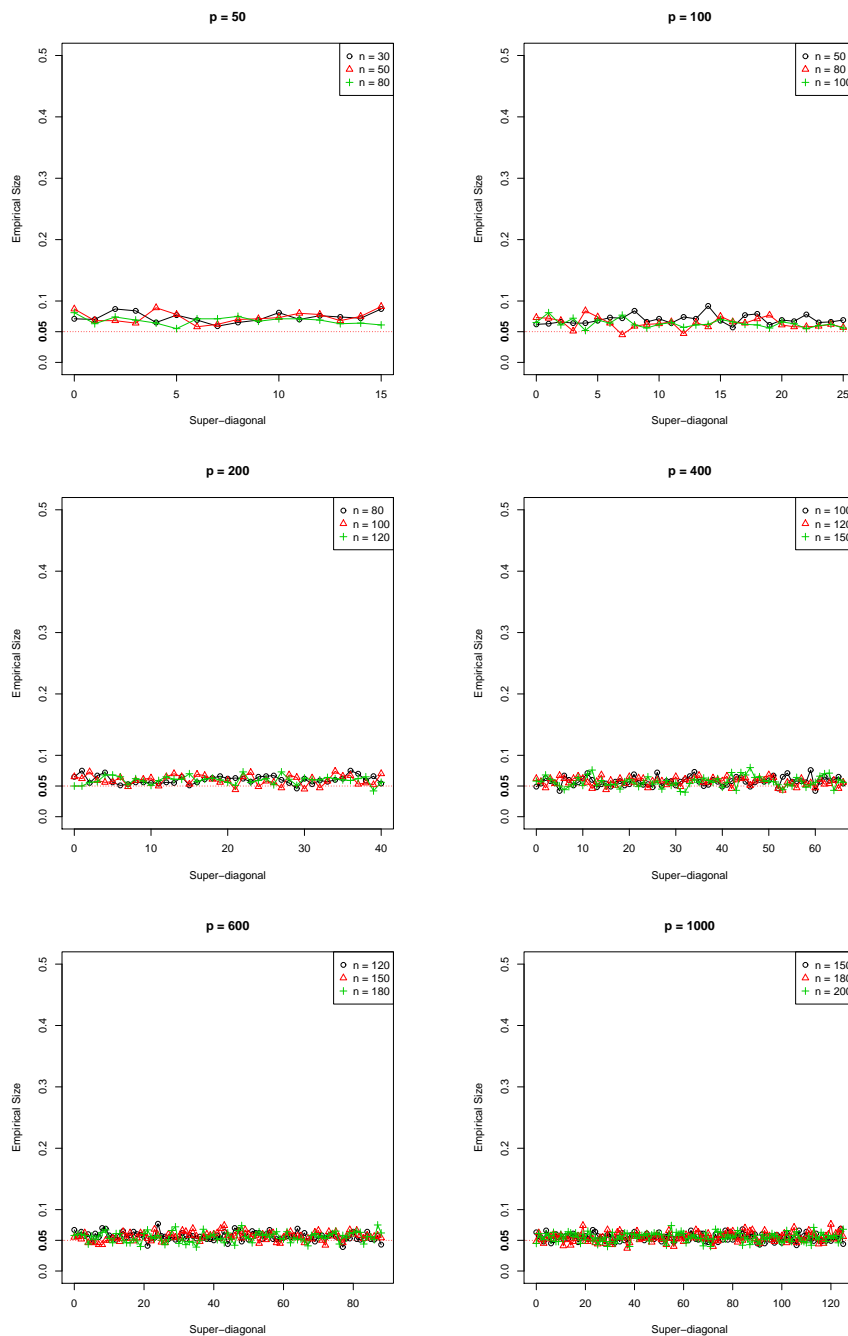 p = 50
n = 30
n = 50
n = 80
Empirical Size
0.0
0.05
0.1
0.2
0.3
0.4
0.5
0
5
10
15
Super−diagonal
p = 100
n = 50
n = 80
n = 100
Empirical Size
0.0
0.05
0.1
0.2
0.3
0.4
0.5
0
5
10
15
20
25
Super−diagonal
p = 200
n = 80
n = 100
n = 120
Empirical Size
0.0
0.05
0.1
0.2
0.3
0.4
0.5
0
10
20
30
40
Super−diagonal
p = 400
n = 100
n = 120
n = 150
Empirical Size
0.0
0.05
0.1
0.2
0.3
0.4
0.5
0
10
20
30
40
50
60
Super−diagonal
p = 600
n = 120
n = 150
n = 180
Empirical Size
0.0
0.05
0.1
0.2
0.3
0.4
0.5
0
20
40
60
80
Super−diagonal
p = 1000
n = 150
n = 180
n = 200
Empirical Size
0.0
0.05
0.1
0.2
0.3
0.4
0.5
0
20
40
60
80
100
120
Super−diagonal